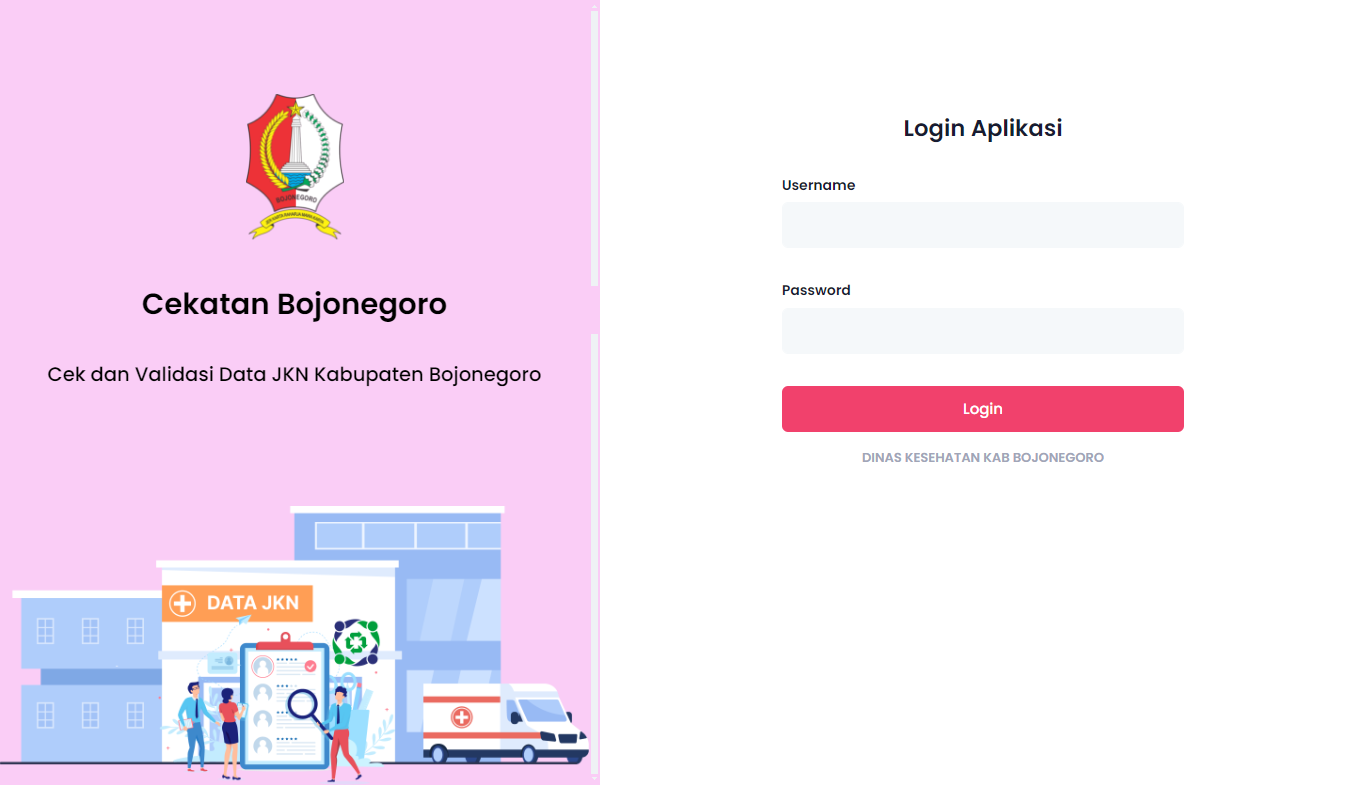 BOJONEGORO
Cekatan Bojonegoro
Cek dan Validasi Data JKN Kabupaten Bojonegoro
DATA JKN
Login Aplikasi
Username
Password
Login
DINAS KESEHATAN KAB BOJONEGORO